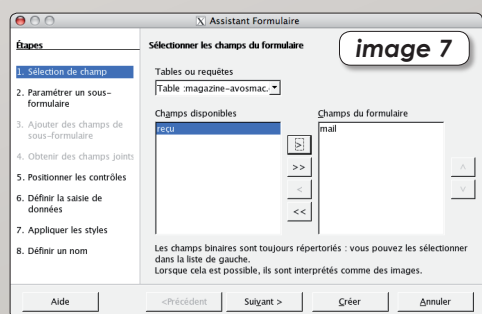 Assistant Formulaire
image 7
Étapes
1. Sélection de champ
2. Paramétrer un sous-
formulaire
3. Ajouter des champs de
sous-formulaire
4. Obtenir des champs joints
5. Positionner les contrôles
6. Définir la saisie de
données
7. Appliquer les styles
8. Définir un nom
Sélectionner les champs du formulaire
Tables ou requêtes
Table :magazine-avosmac.
Champs disponibles
reçu
>
>>
<
<<
Champs du formulaire
mail
Les champs binaires sont toujours répertoriés : vous pouvez les sélectionner
dans la liste de gauche.
Lorsque cela est possible, ils sont interprétés comme des images.
Aide
<Précédent
Suivant >
Créer
Annuler